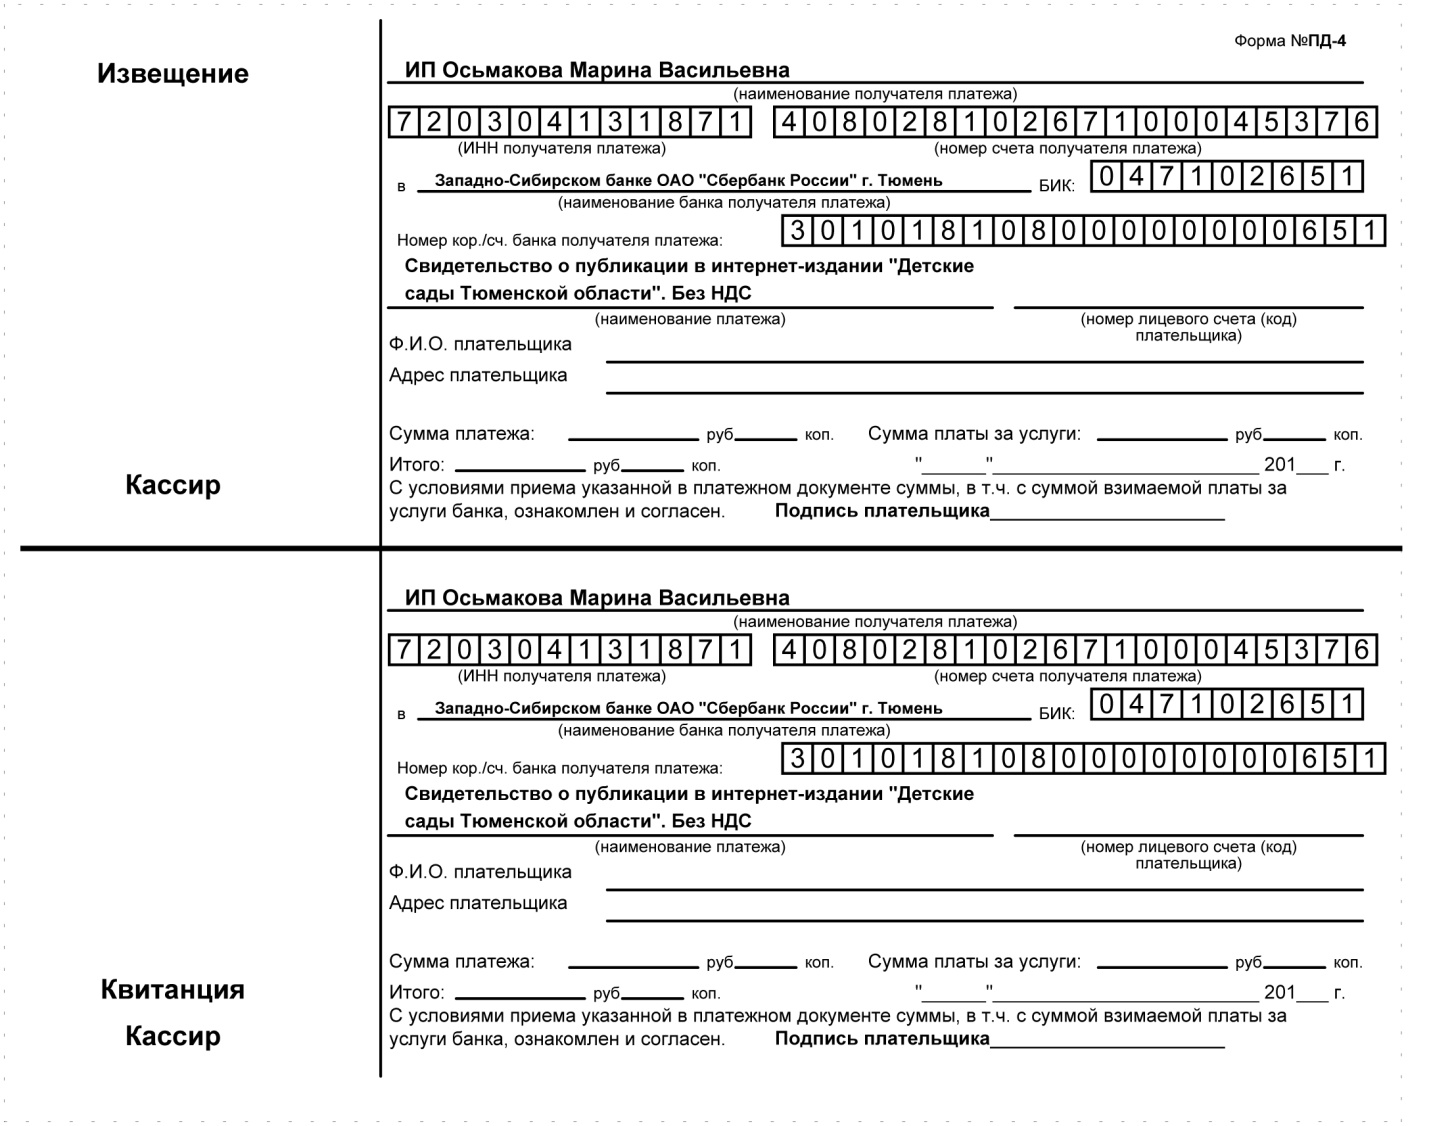 Форма №ПД-4
Извещение
ИП Осьмакова Марина Васильевна
(наименование получателя платежа)
720304131871 40802810267100045376
(ИНН получателя платежа) (номер счета получателя платежа)
в Западно-Сибирском банке ОАО "Сбербанк России" г. Тюмень БИК: 047102651
(наименование банка получателя платежа)
Номер кор./сч. банка получателя платежа: 30101810800000000651
Свидетельство о публикации в интернет-издании "Детские
сады Тюменской области". Без НДС
(наименование платежа) (номер лицевого счета (код)
плательщика)
Ф.И.О. плательщика
Адрес плательщика
Сумма платежа: руб коп. Сумма платы за услуги: руб коп.
Итого: руб коп. "______"__________________________ 201___ г.
Кассир
С условиями приема указанной в платежном документе суммы, в т.ч. с суммой взимаемой платы за
услуги банка, ознакомлен и согласен. Подпись плательщика_______________________
ИП Осьмакова Марина Васильевна
(наименование получателя платежа)
720304131871 40802810267100045376
(ИНН получателя платежа) (номер счета получателя платежа)
в Западно-Сибирском банке ОАО "Сбербанк России" г. Тюмень БИК: 047102651
(наименование банка получателя платежа)
Номер кор./сч. банка получателя платежа: 30101810800000000651
Свидетельство о публикации в интернет-издании "Детские
сады Тюменской области". Без НДС
(наименование платежа) (номер лицевого счета (код)
плательщика)
Ф.И.О. плательщика
Адрес плательщика
Сумма платежа: руб коп. Сумма платы за услуги: руб коп.
Квитанция
Итого: руб коп. "______"__________________________ 201___ г.
С условиями приема указанной в платежном документе суммы, в т.ч. с суммой взимаемой платы за
Кассир
услуги банка, ознакомлен и согласен. Подпись плательщика_______________________